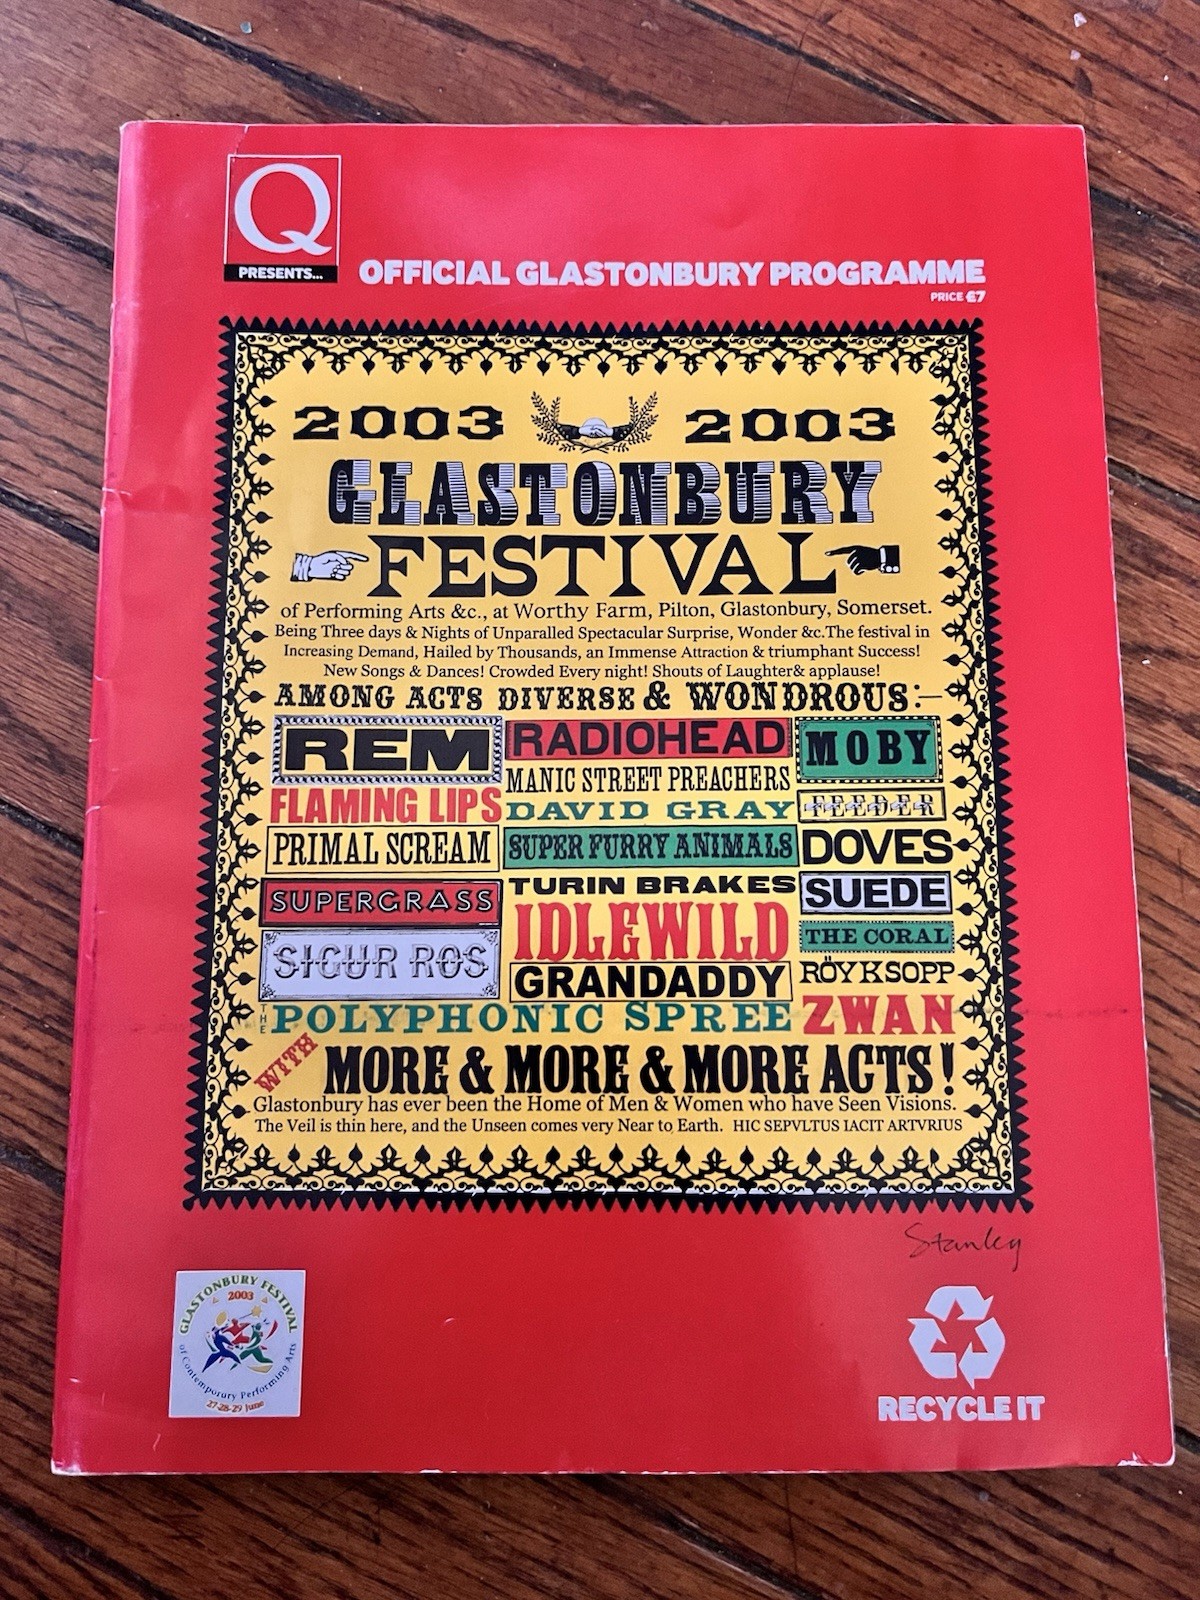 Q
PRESENTS...
OFFICIAL GLASTONBURY PROGRAMME
PRICE £7
2003 2003
GLASTONBURY
FESTIVAL
of Performing Arts &c., at Worthy Farm, Pilton, Glastonbury, Somerset.
Being Three days & Nights of Unparalled Spectacular Surprise, Wonder &c.The festival in
Increasing Demand, Hailed by Thousands, an Immense Attraction & triumphant Success!
New Songs & Dances! Crowded Every night! Shouts of Laughter& applause!
AMONG ACTS DIVERSE & WONDROUS:–
REM
RADIOHEAD
MOBY
FLAMING LIPS
MANIC STREET PREACHERS
DAVID GRAY
FEEDER
PRIMAL SCREAM
SUPER FURRY ANIMALS
DOVES
SUPERGRASS
TURIN BRAKES
SUEDE
IDLEWILD
THE CORAL
SIGUR ROS
GRANDADDY
RÖYKSOPP
THE POLYPHONIC SPREE
ZWAN
WITH MORE & MORE & MORE ACTS!
Glastonbury has ever been the Home of Men & Women who have Seen Visions.
The Veil is thin here, and the Unseen comes very Near to Earth. HIC SEPVLTUS IACIT ARTVRIUS
Stanley
GLASTONBURY FESTIVAL
2003
of Contemporary Performing Arts
27-28-29 June
RECYCLE IT